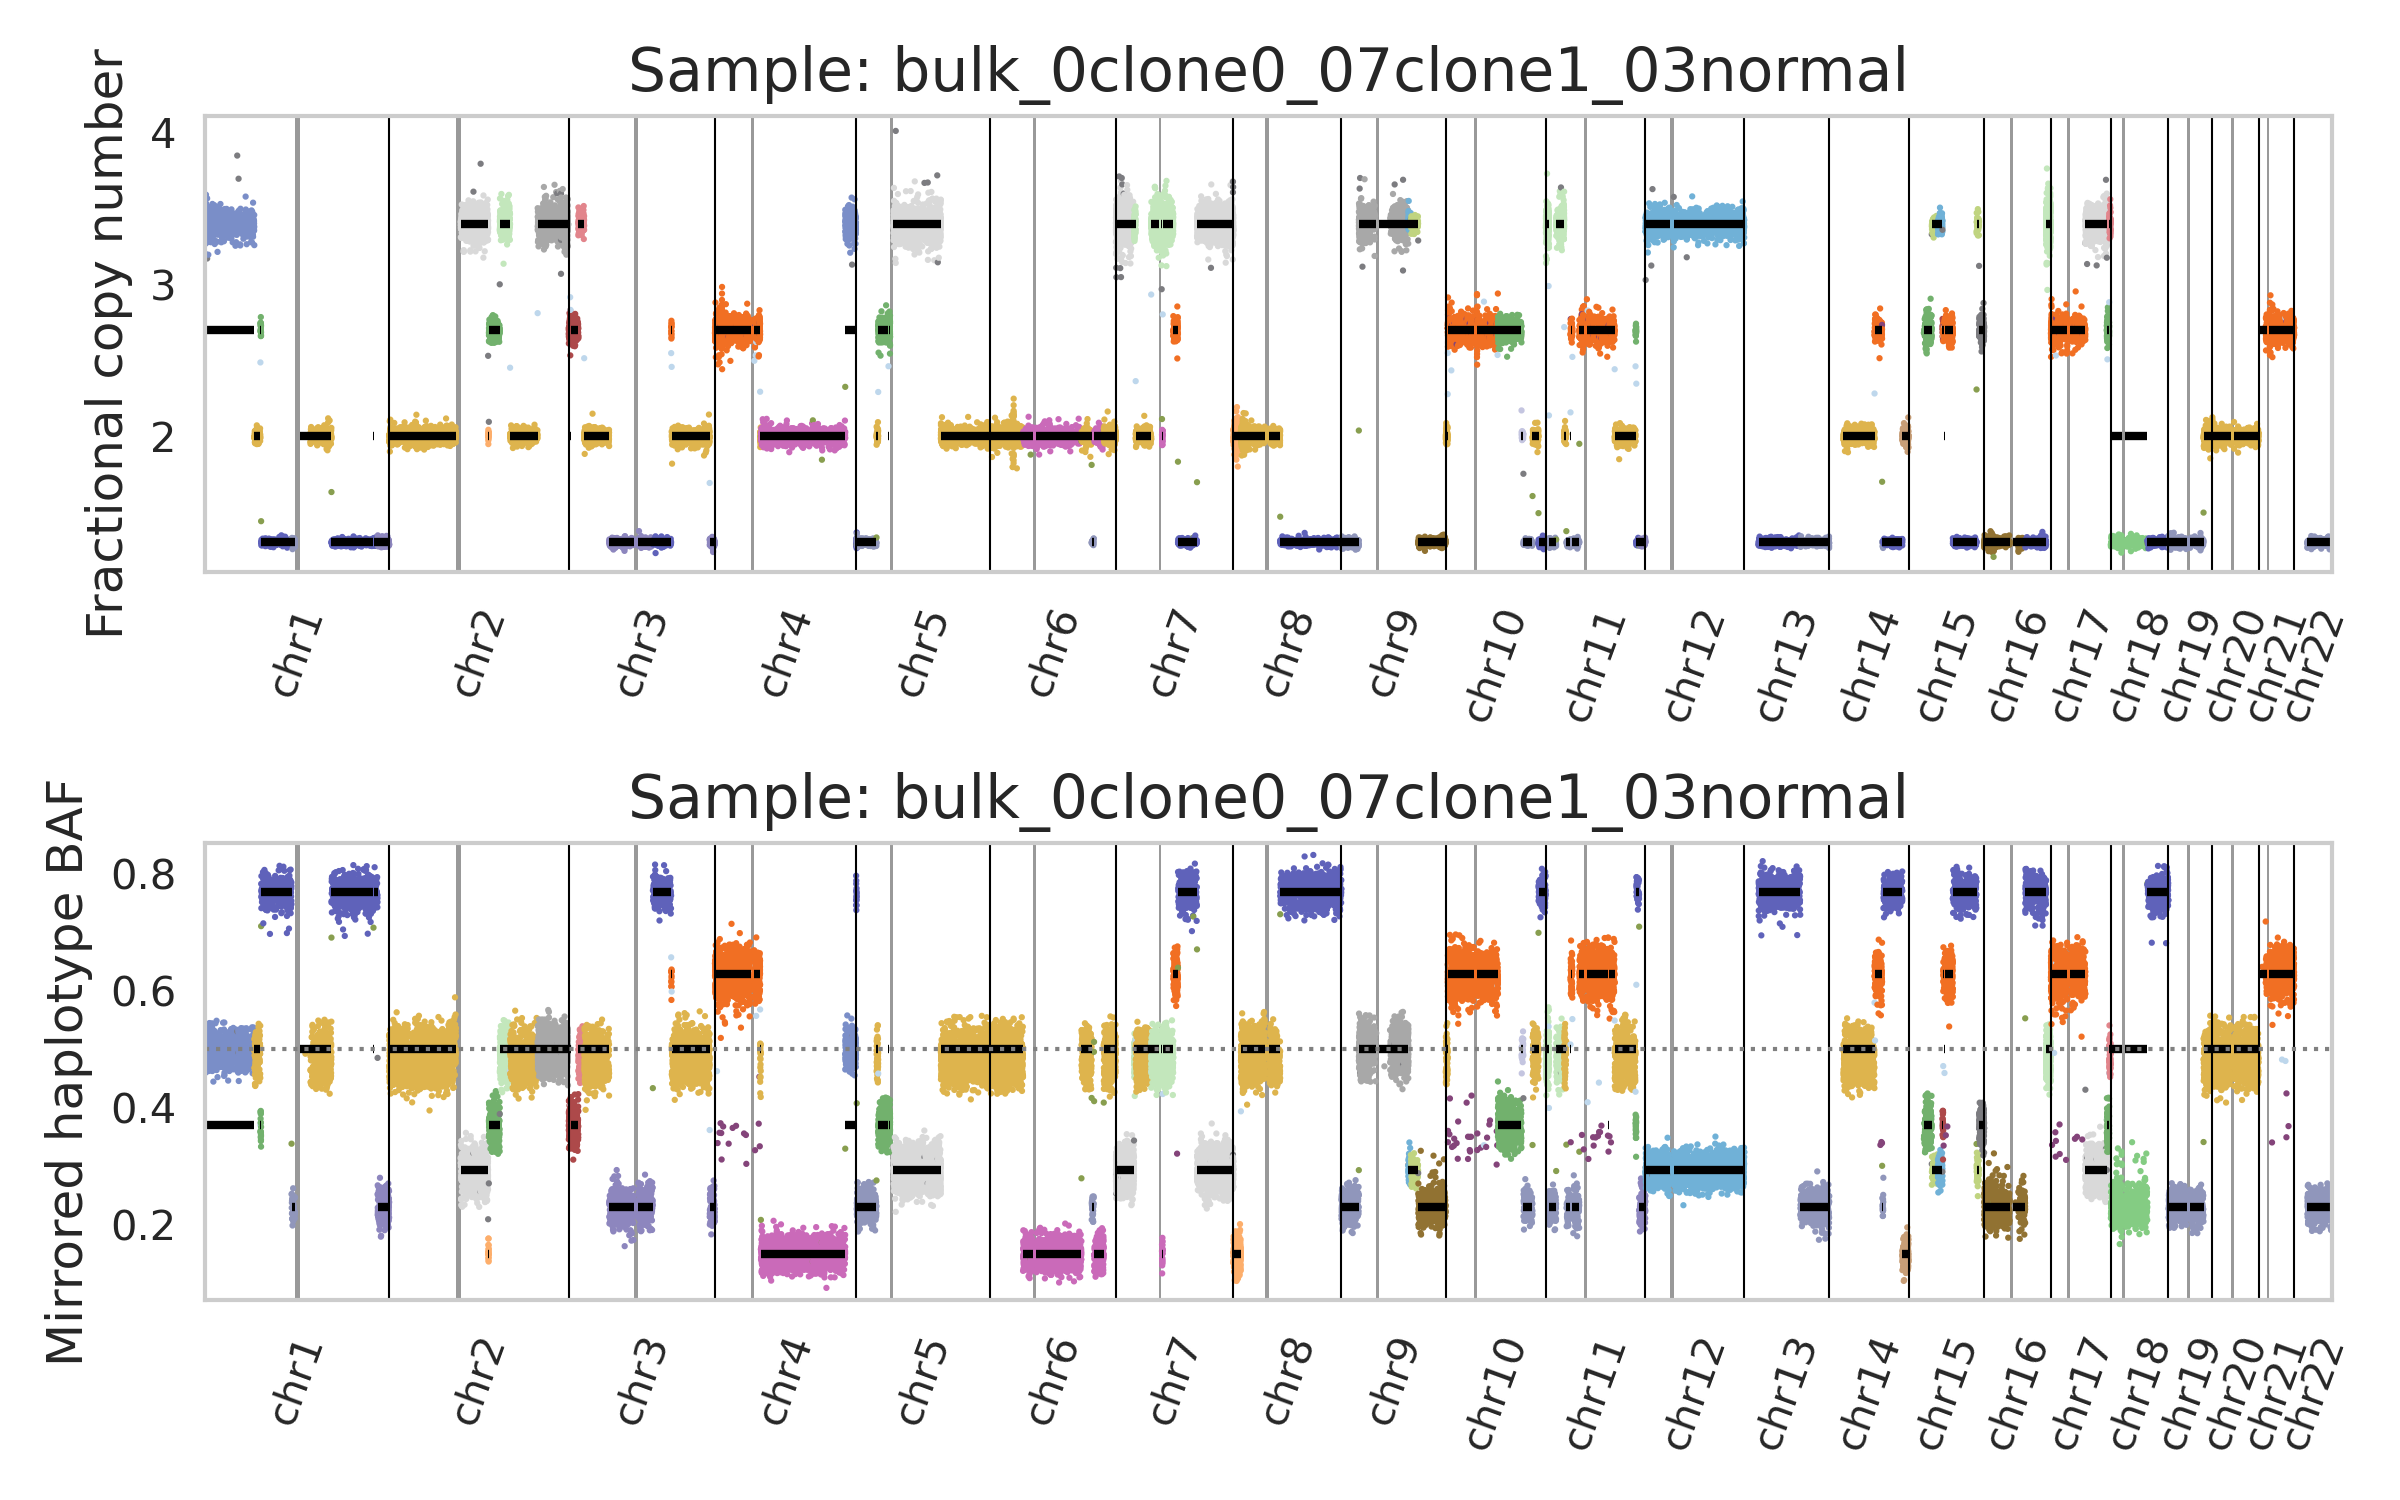 Sample: bulk_0clone0_07clone1_03normal
Fractional copy number
4
3
2
chr1 chr2 chr3 chr4 chr5 chr6 chr7 chr8 chr9 chr10 chr11 chr12 chr13 chr14 chr15 chr16 chr17 chr18 chr19 chr20 chr21 chr22
Sample: bulk_0clone0_07clone1_03normal
Mirrored haplotype BAF
0.8
0.6
0.4
0.2
chr1 chr2 chr3 chr4 chr5 chr6 chr7 chr8 chr9 chr10 chr11 chr12 chr13 chr14 chr15 chr16 chr17 chr18 chr19 chr20 chr21 chr22